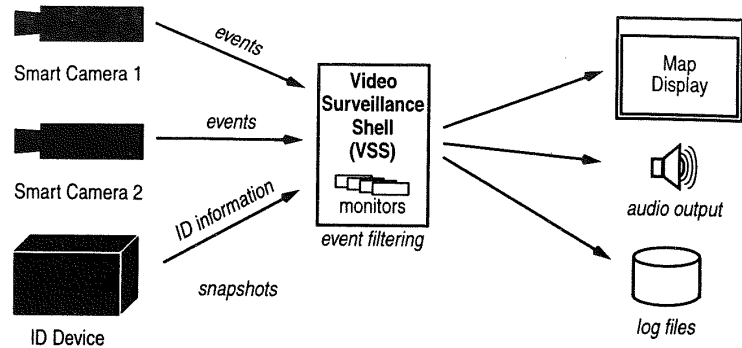 Smart Camera 1
events
Smart Camera 2
events
ID information
snapshots
ID Device
Video
Surveillance
Shell
(VSS)
monitors
event filtering
Map
Display
audio output
log files